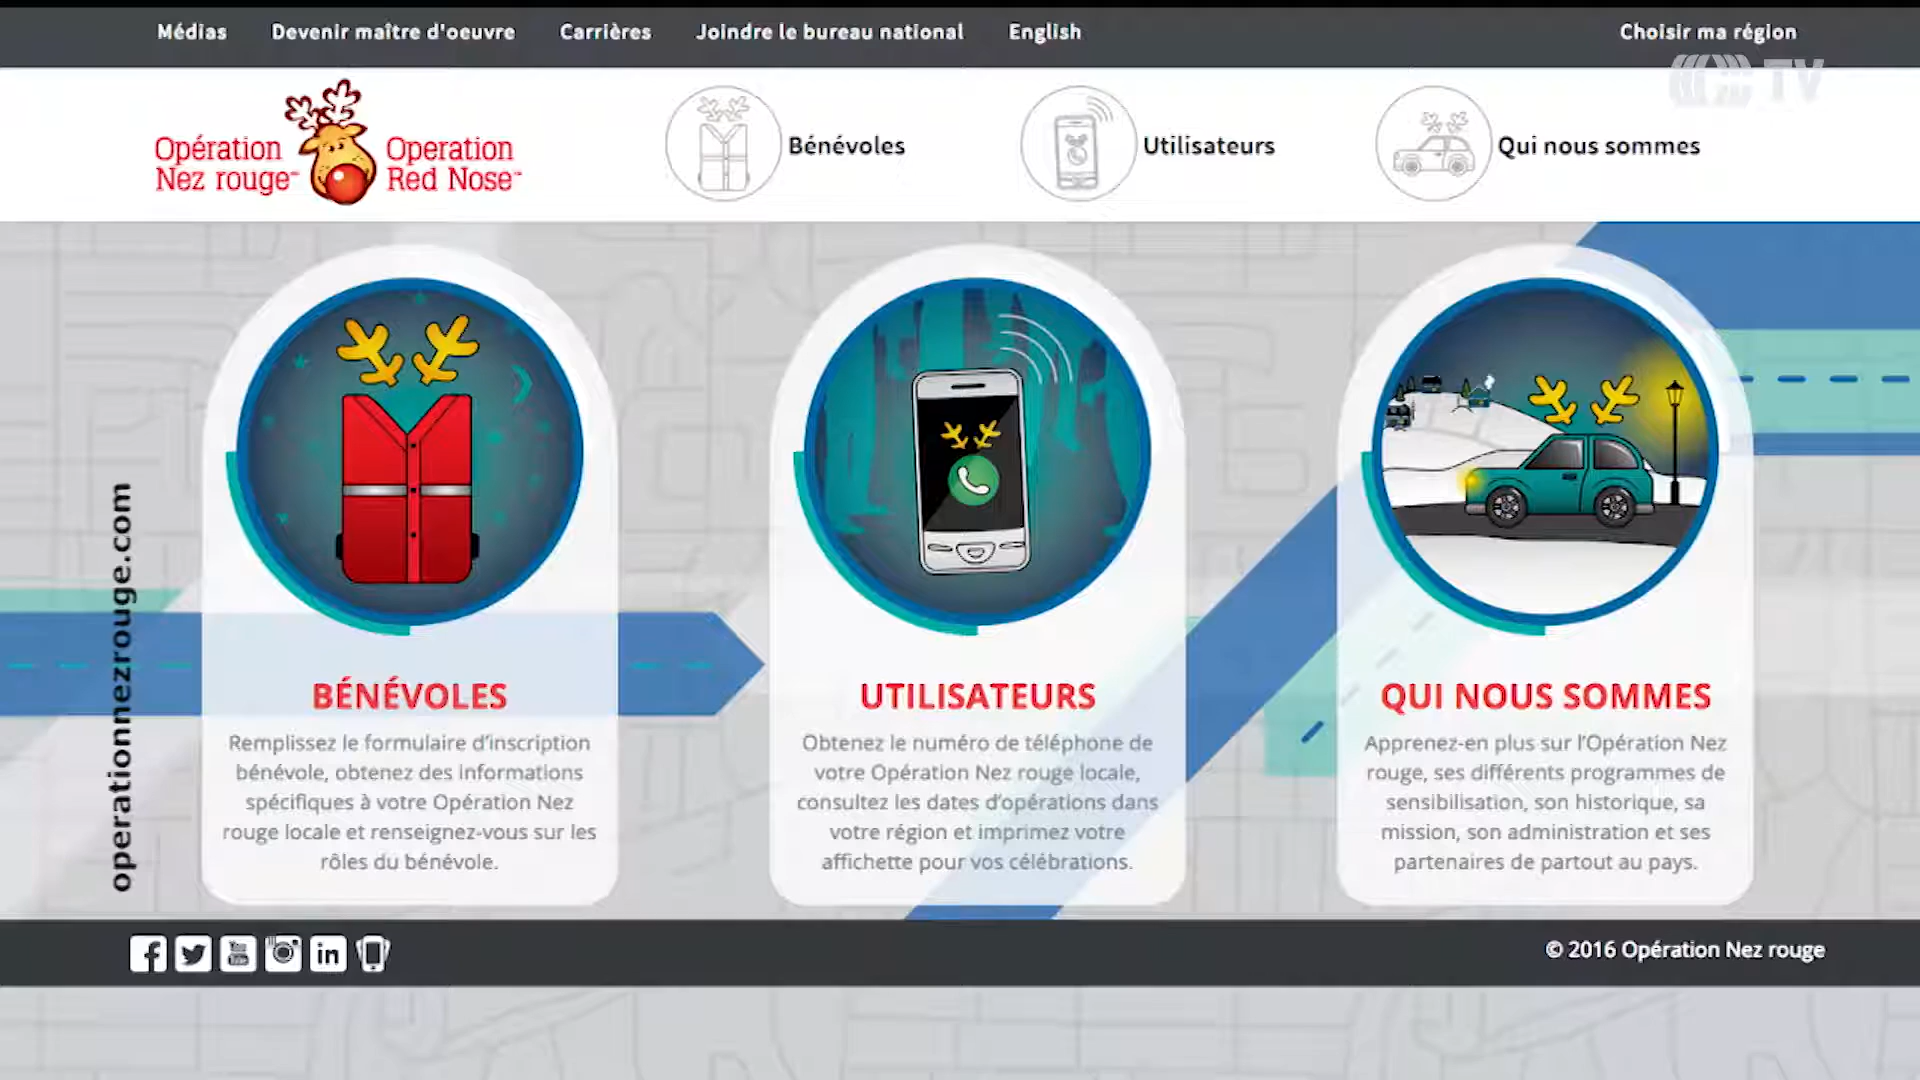 Médias Devenir maître d'oeuvre Carrières Joindre le bureau national English Choisir ma région
TV
Opération Nez rouge™
Operation Red Nose™
Bénévoles
Utilisateurs
Qui nous sommes
operationnezrouge.com
BÉNÉVOLES
Remplissez le formulaire d'inscription
bénévole, obtenez des informations
spécifiques à votre Opération Nez
rouge locale et renseignez-vous sur les
rôles du bénévole.
UTILISATEURS
Obtenez le numéro de téléphone de
votre Opération Nez rouge locale,
consultez les dates d'opérations dans
votre région et imprimez votre
affichette pour vos célébrations.
QUI NOUS SOMMES
Apprenez-en plus sur l'Opération Nez
rouge, ses différents programmes de
sensibilisation, son historique, sa
mission, son administration et ses
partenaires de partout au pays.
© 2016 Opération Nez rouge